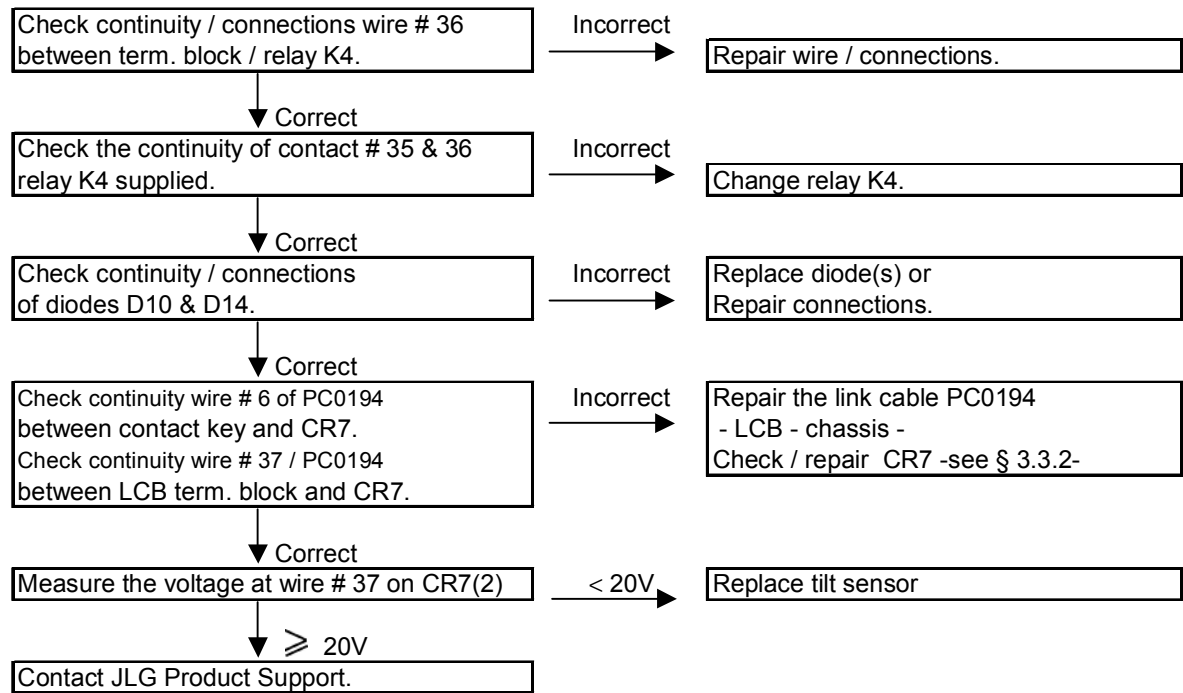 Check continuity / connections wire # 36
between term. block / relay K4.
Incorrect
Repair wire / connections.
Correct
Check the continuity of contact # 35 & 36
relay K4 supplied.
Incorrect
Change relay K4.
Correct
Check continuity / connections
of diodes D10 & D14.
Incorrect
Replace diode(s) or
Repair connections.
Correct
Check continuity wire # 6 of PC0194
between contact key and CR7.
Check continuity wire # 37 / PC0194
between LCB term. block and CR7.
Incorrect
Repair the link cable PC0194
- LCB - chassis -
Check / repair CR7 -see § 3.3.2-
Correct
Measure the voltage at wire # 37 on CR7(2)
< 20V
Replace tilt sensor
⩾ 20V
Contact JLG Product Support.